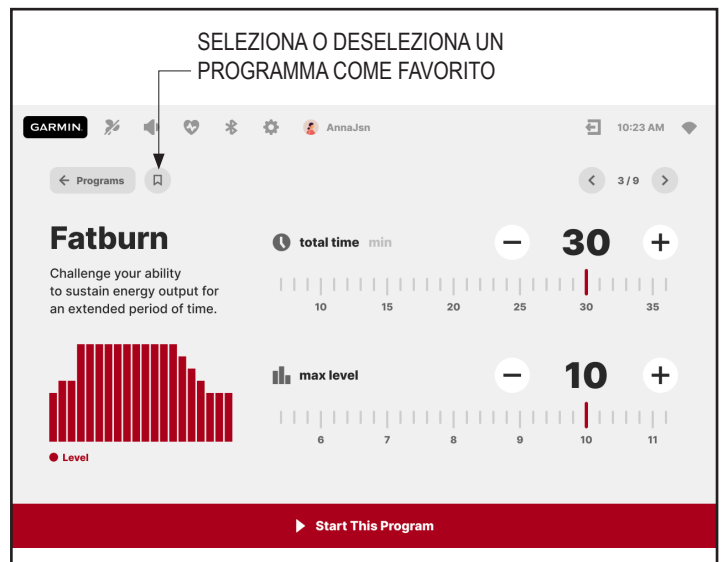 SELEZIONA O DESELEZIONA UN
PROGRAMMA COME FAVORITO
GARMIN. AnnaJsn 10:23 AM
Programs 3 / 9
Fatburn
Challenge your ability
to sustain energy output for
an extended period of time.
Level
total time min 30
10 15 20 25 30 35
max level 10
6 7 8 9 10 11
Start This Program